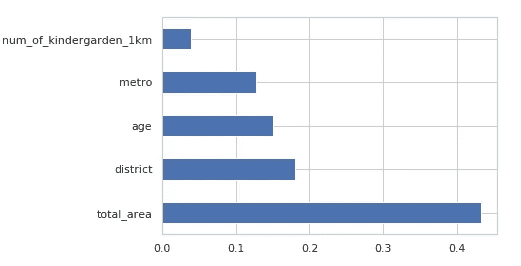 num_of_kindergarden_1km
metro
age
district
total_area
0.0 0.1 0.2 0.3 0.4